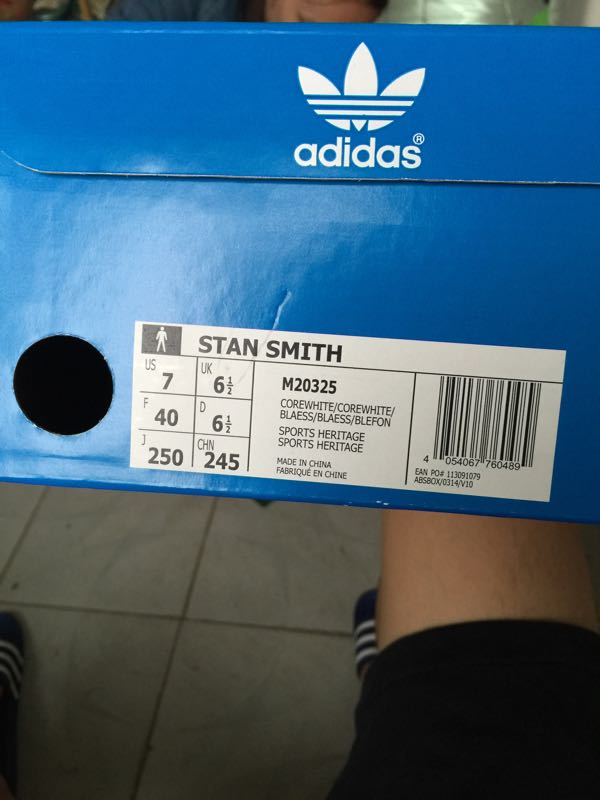 adidas®
STAN SMITH
US
7
UK
6½
F
40
D
6½
J
250
CHN
245
M20325
COREWHITE/COREWHITE/
BLAESS/BLAESS/BLEFON
SPORTS HERITAGE
SPORTS HERITAGE
MADE IN CHINA
FABRIQUÉ EN CHINE
4 054067 760489
EAN PO# 113091079
ABSBOX/0314/V10